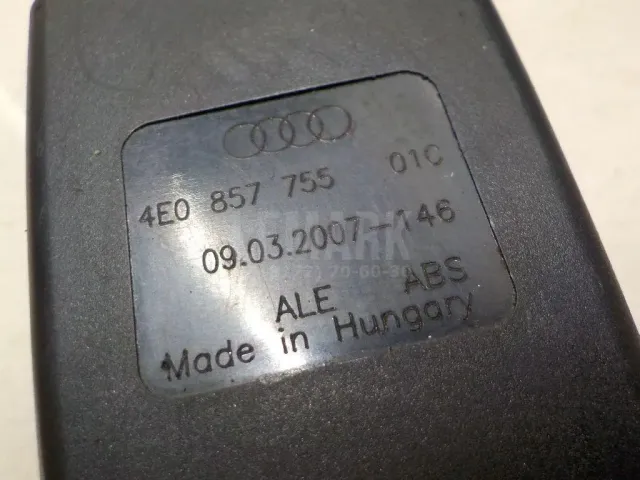 4E0 857 755 01C
09.03.2007-146
ALE ABS
Made in Hungary